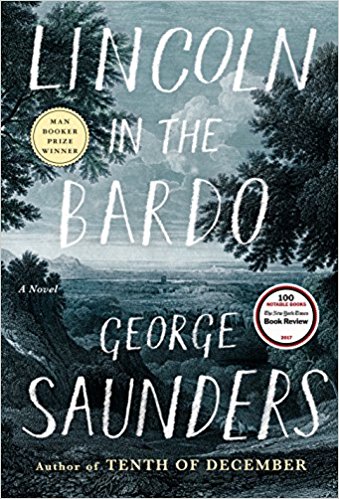 LINCOLN
IN THE
BARDO
MAN
BOOKER
PRIZE
WINNER
A Novel
100
NOTABLE BOOKS
The New York Times
Book Review
2017
GEORGE
SAUNDERS
Author of TENTH OF DECEMBER